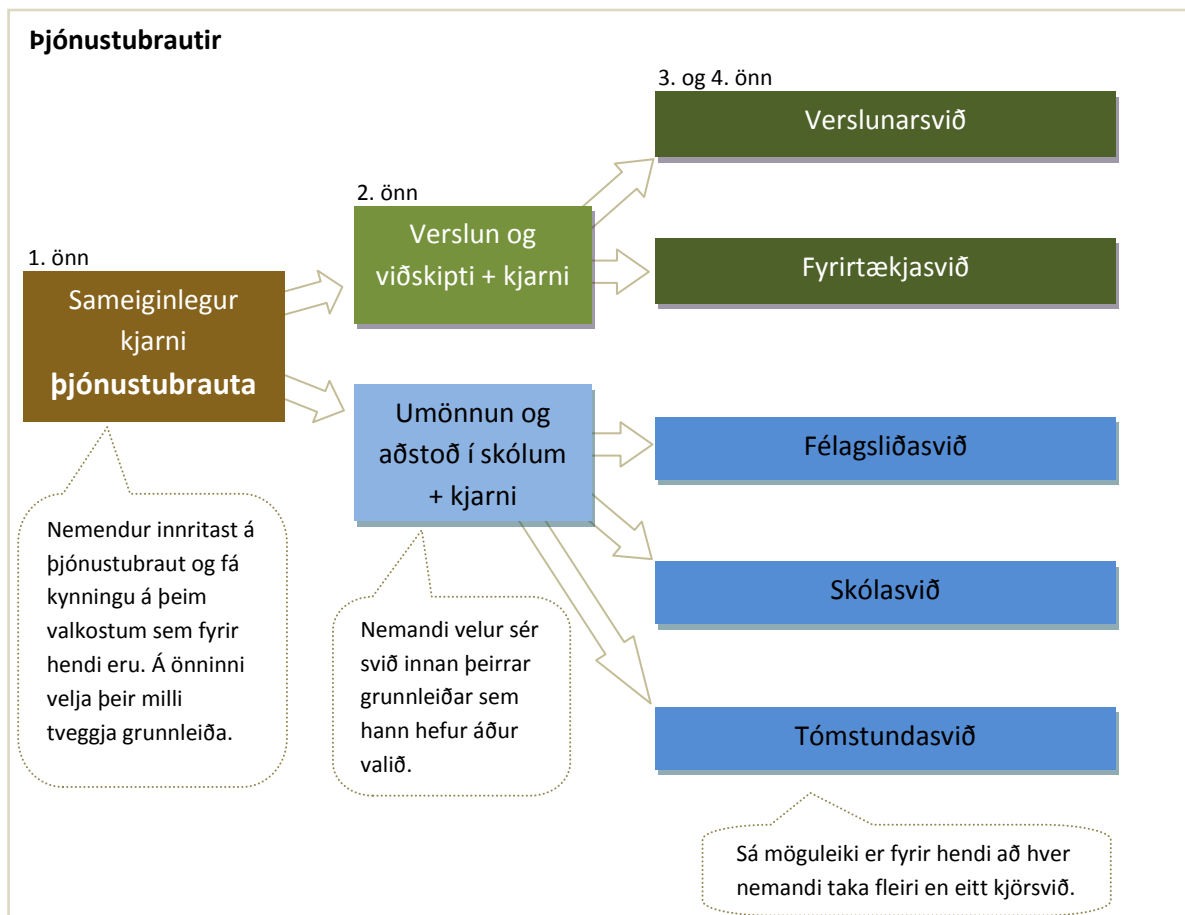 Þjónustubrautir
1. önn
Sameiginlegur
kjarni
þjónustubrauta
Nemendur innritast á
þjónustubraut og fá
kynningu á þeim
valkostum sem fyrir
hendi eru. Á önninni
velja þeir milli
tveggja grunnleiða.
2. önn
Verslun og
viðskipti + kjarni
Umönnun og
aðstoð í skólum
+ kjarni
Nemandi velur sér
svið innan þeirrar
grunnleiðar sem
hann hefur áður
valið.
3. og 4. önn
Verslunarsvið
Fyrirtækjasvið
Félagsliðasvið
Skólasvið
Tómstundasvið
Sá möguleiki er fyrir hendi að hver
nemandi taka fleiri en eitt kjörsvið.